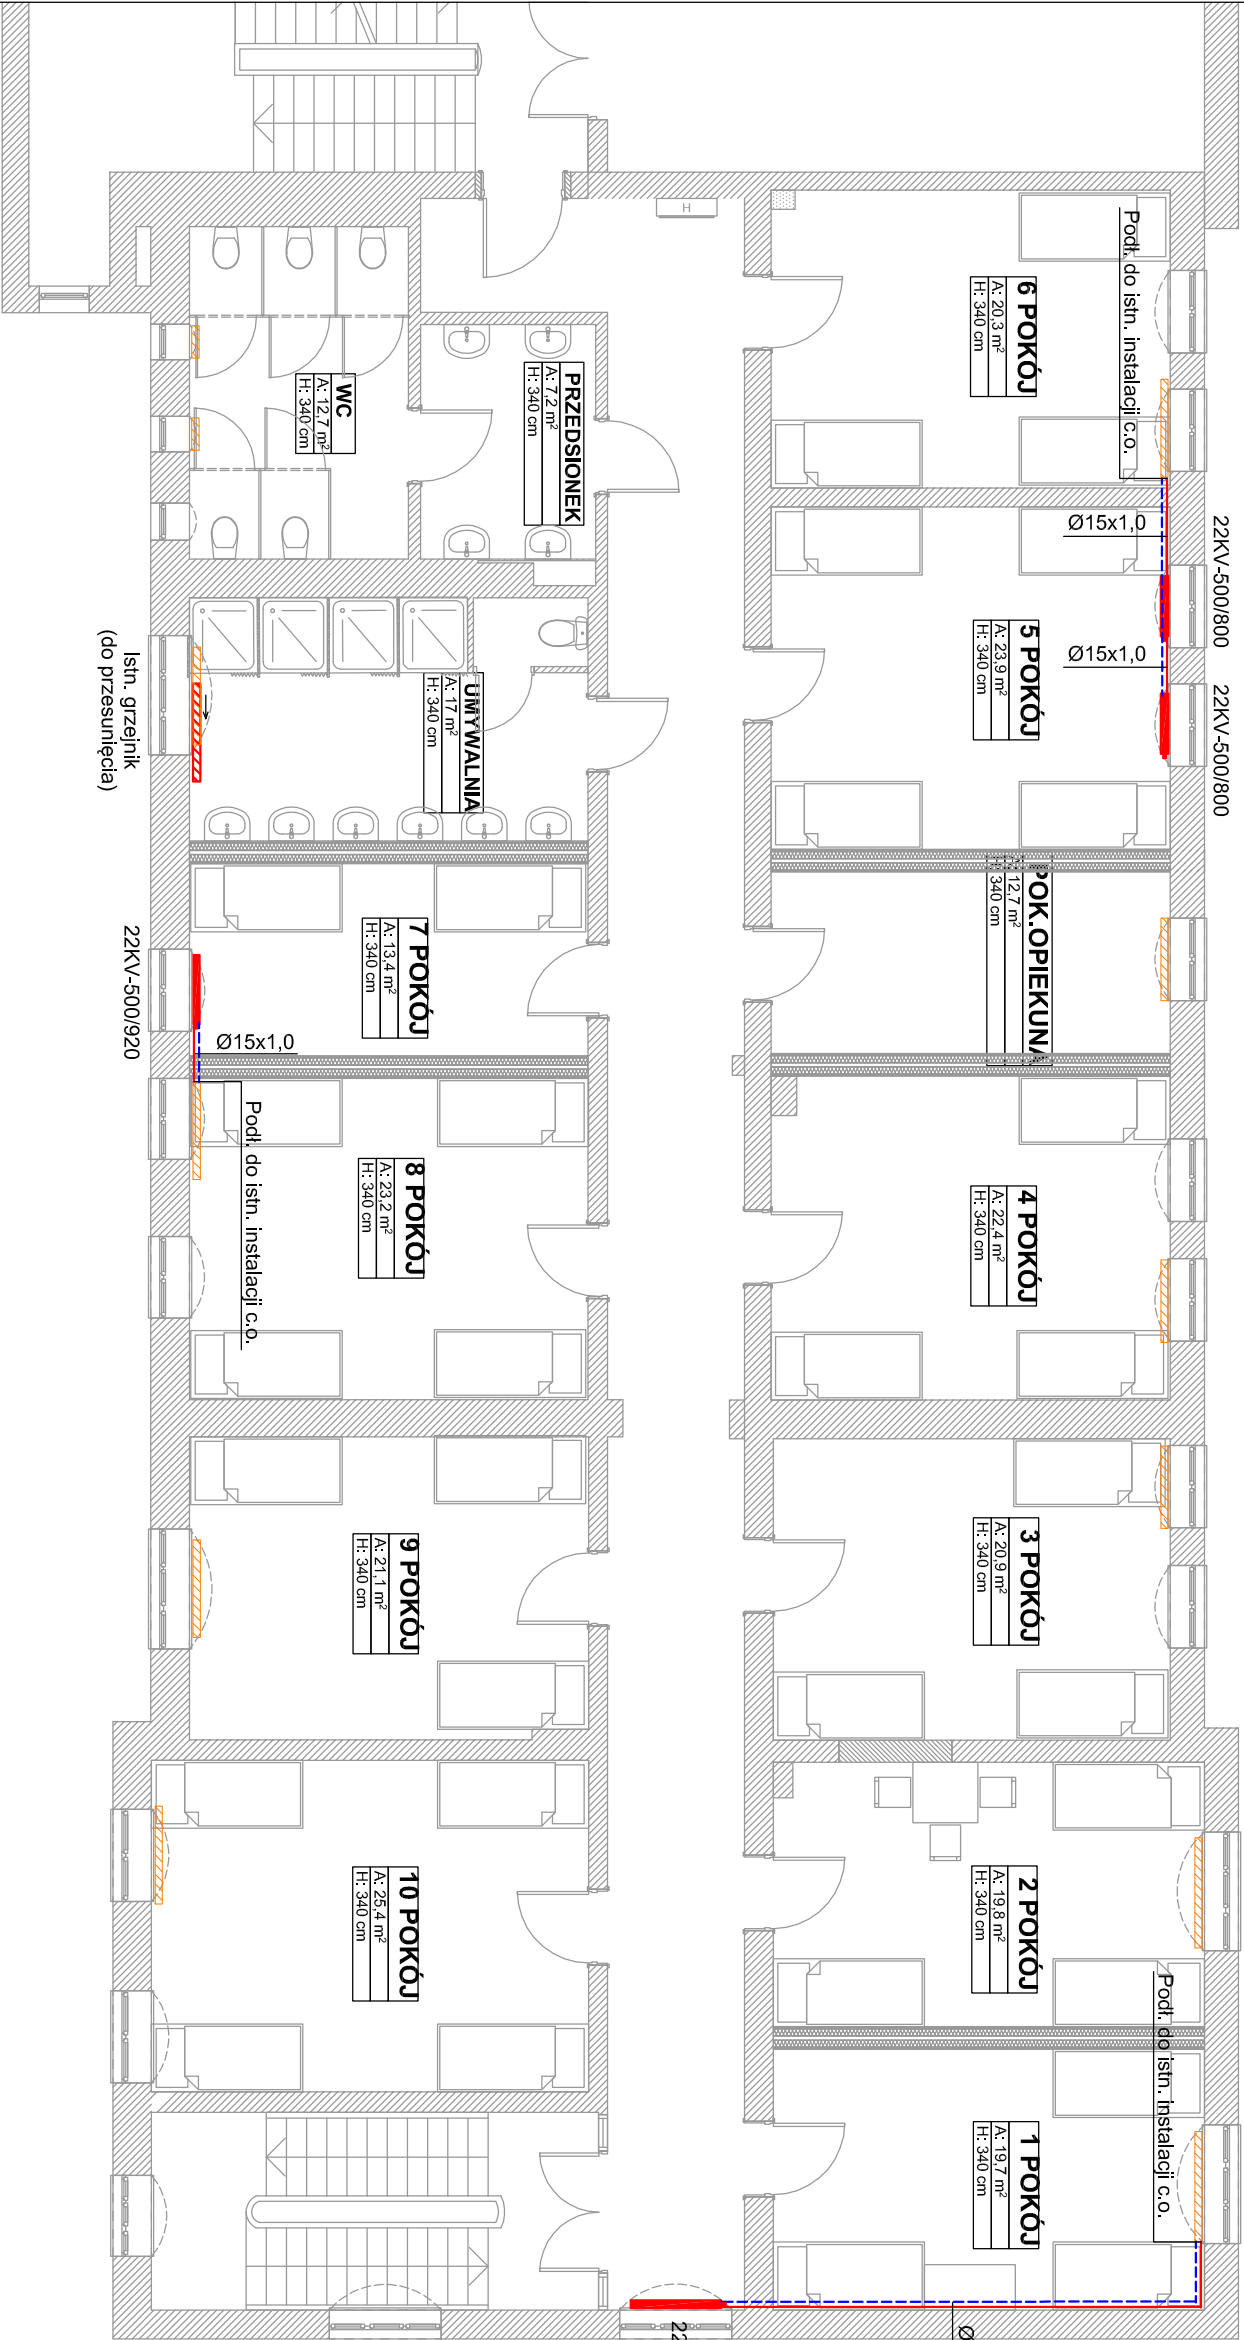 Podł. do istn. instalacji c.o.
6 POKÓJ
A: 20,3 m²
H: 340 cm
Ø15x1,0
22KV-500/800
Ø15x1,0
22KV-500/800
5 POKÓJ
A: 23,9 m²
H: 340 cm
PRZEDSIONEK
A: 7,2 m²
H: 340 cm
WC
A: 12,7 m²
H: 340 cm
H
UMYWALNIA
A: 17 m²
H: 340 cm
Istn. grzejnik
(do przesunięcia)
POK.OPIEKUNA
A: 12,7 m²
H: 340 cm
7 POKÓJ
A: 13,4 m²
H: 340 cm
22KV-500/920
Ø15x1,0
Podł. do istn. instalacji c.o.
8 POKÓJ
A: 23,2 m²
H: 340 cm
4 POKÓJ
A: 22,4 m²
H: 340 cm
3 POKÓJ
A: 20,9 m²
H: 340 cm
9 POKÓJ
A: 21,1 m²
H: 340 cm
2 POKÓJ
A: 19,8 m²
H: 340 cm
10 POKÓJ
A: 25,4 m²
H: 340 cm
Podł. do istn. instalacji c.o.
1 POKÓJ
A: 19,7 m²
H: 340 cm
22
Ø